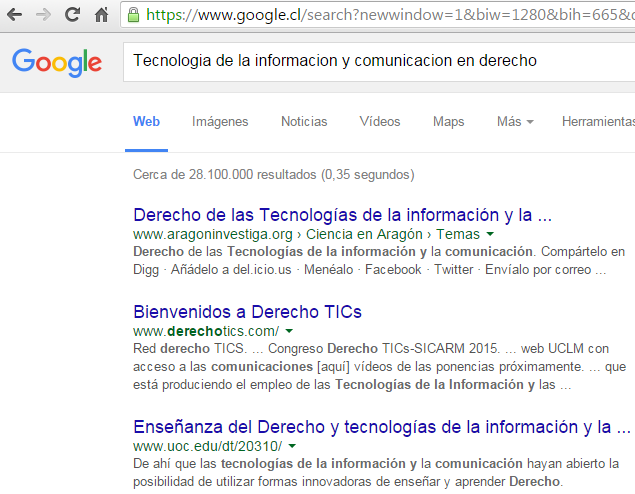 https://www.google.cl/search?newwindow=1&biw=1280&bih=665&
Google
Tecnologia de la informacion y comunicacion en derecho
Web Imágenes Noticias Vídeos Maps Más Herramientas
Cerca de 28.100.000 resultados (0,35 segundos)
Derecho de las Tecnologías de la información y la ...
www.aragoninvestiga.org › Ciencia en Aragón › Temas
Derecho de las Tecnologías de la información y la comunicación. Compártelo en
Digg · Añádelo a del.icio.us · Menéalo · Facebook · Twitter · Envíalo por correo ...
Bienvenidos a Derecho TICs
www.derechotics.com/
Red derecho TICS. ... Congreso Derecho TICs-SICARM 2015. ... web UCLM con
acceso a las comunicaciones [aquí] vídeos de las ponencias próximamente. ... que
está produciendo el empleo de las Tecnologías de la Información y las ...
Enseñanza del Derecho y tecnologías de la información y la ...
www.uoc.edu/dt/20310/
De ahí que las tecnologías de la información y la comunicación hayan abierto la
posibilidad de utilizar formas innovadoras de enseñar y aprender Derecho.